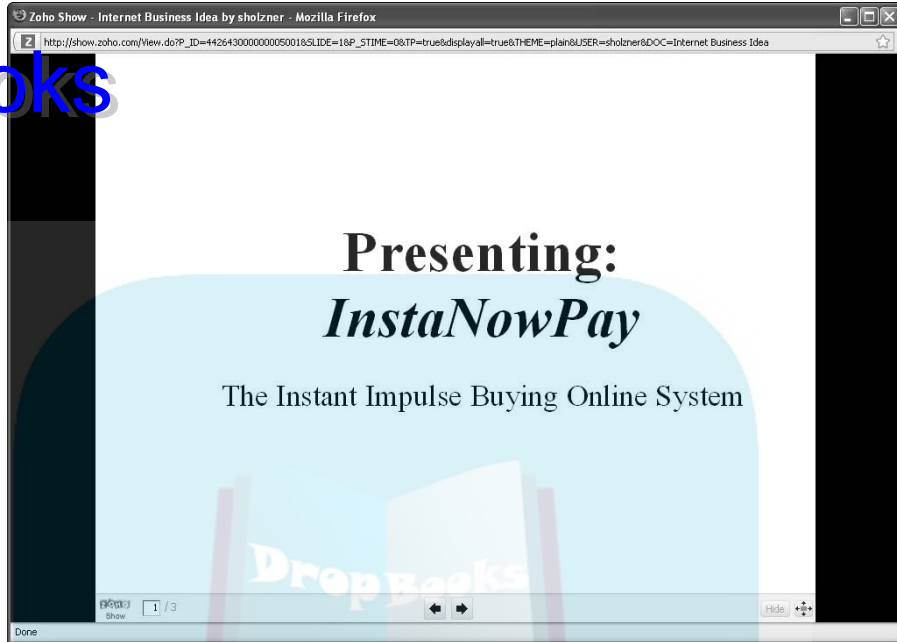 Zoho Show - Internet Business Idea by sholzner - Mozilla Firefox
Z http://show.zoho.com/View.do?P_ID=442643000000005001&SLIDE=1&P_STIME=0&TP=true&displayall=true&THEME=plain&USER=sholzner&DOC=Internet Business Idea
oks
Presenting:
InstaNowPay
The Instant Impulse Buying Online System
DropBooks
Show
1 / 3
Hide
Done